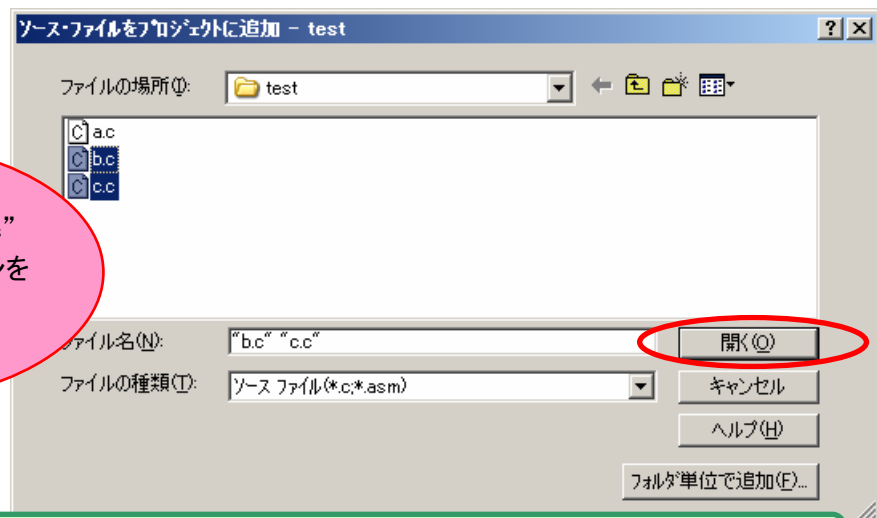 ソース・ファイルをプロジェクトに追加 - test
ファイルの場所(I):
test
a.c
b.c
c.c
”
を
ファイル名(N):
"b.c" "c.c"
開く(O)
ファイルの種類(T):
ソース ファイル(*.c;*.asm)
キャンセル
ヘルプ(H)
フォルダ単位で追加(F)...